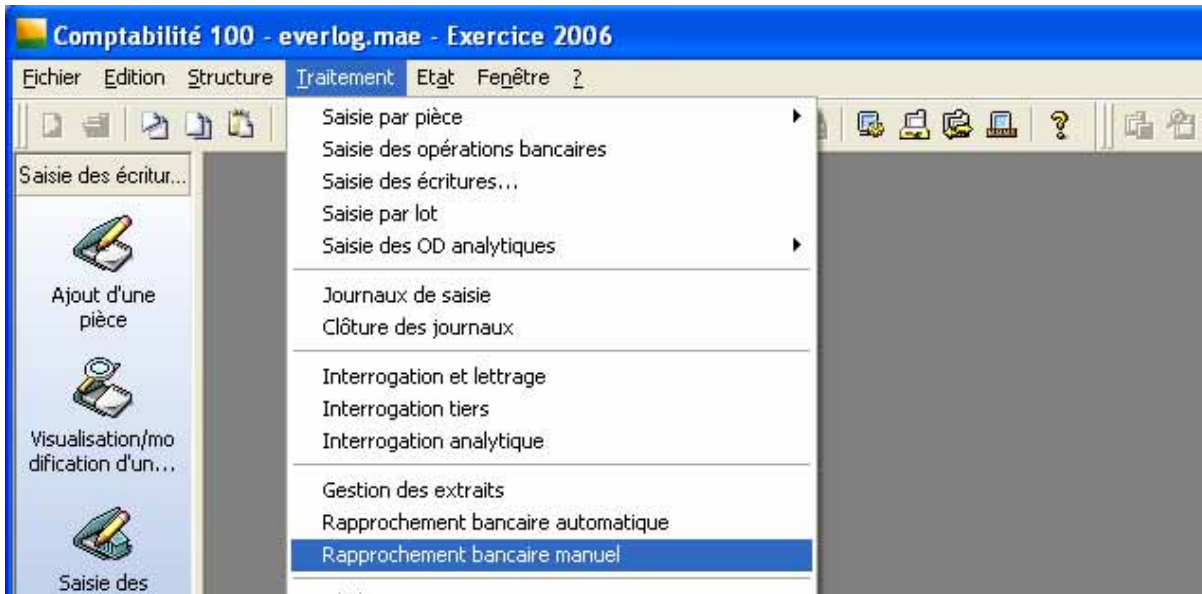 Comptabilité 100 - everlog.mae - Exercice 2006
Fichier Edition Structure Traitement Etat Fenêtre ?
Saisie des écritur...
Ajout d'une
pièce
Visualisation/mo
dification d'un...
Saisie des
Saisie par pièce
Saisie des opérations bancaires
Saisie des écritures...
Saisie par lot
Saisie des OD analytiques
Journaux de saisie
Clôture des journaux
Interrogation et lettrage
Interrogation tiers
Interrogation analytique
Gestion des extraits
Rapprochement bancaire automatique
Rapprochement bancaire manuel